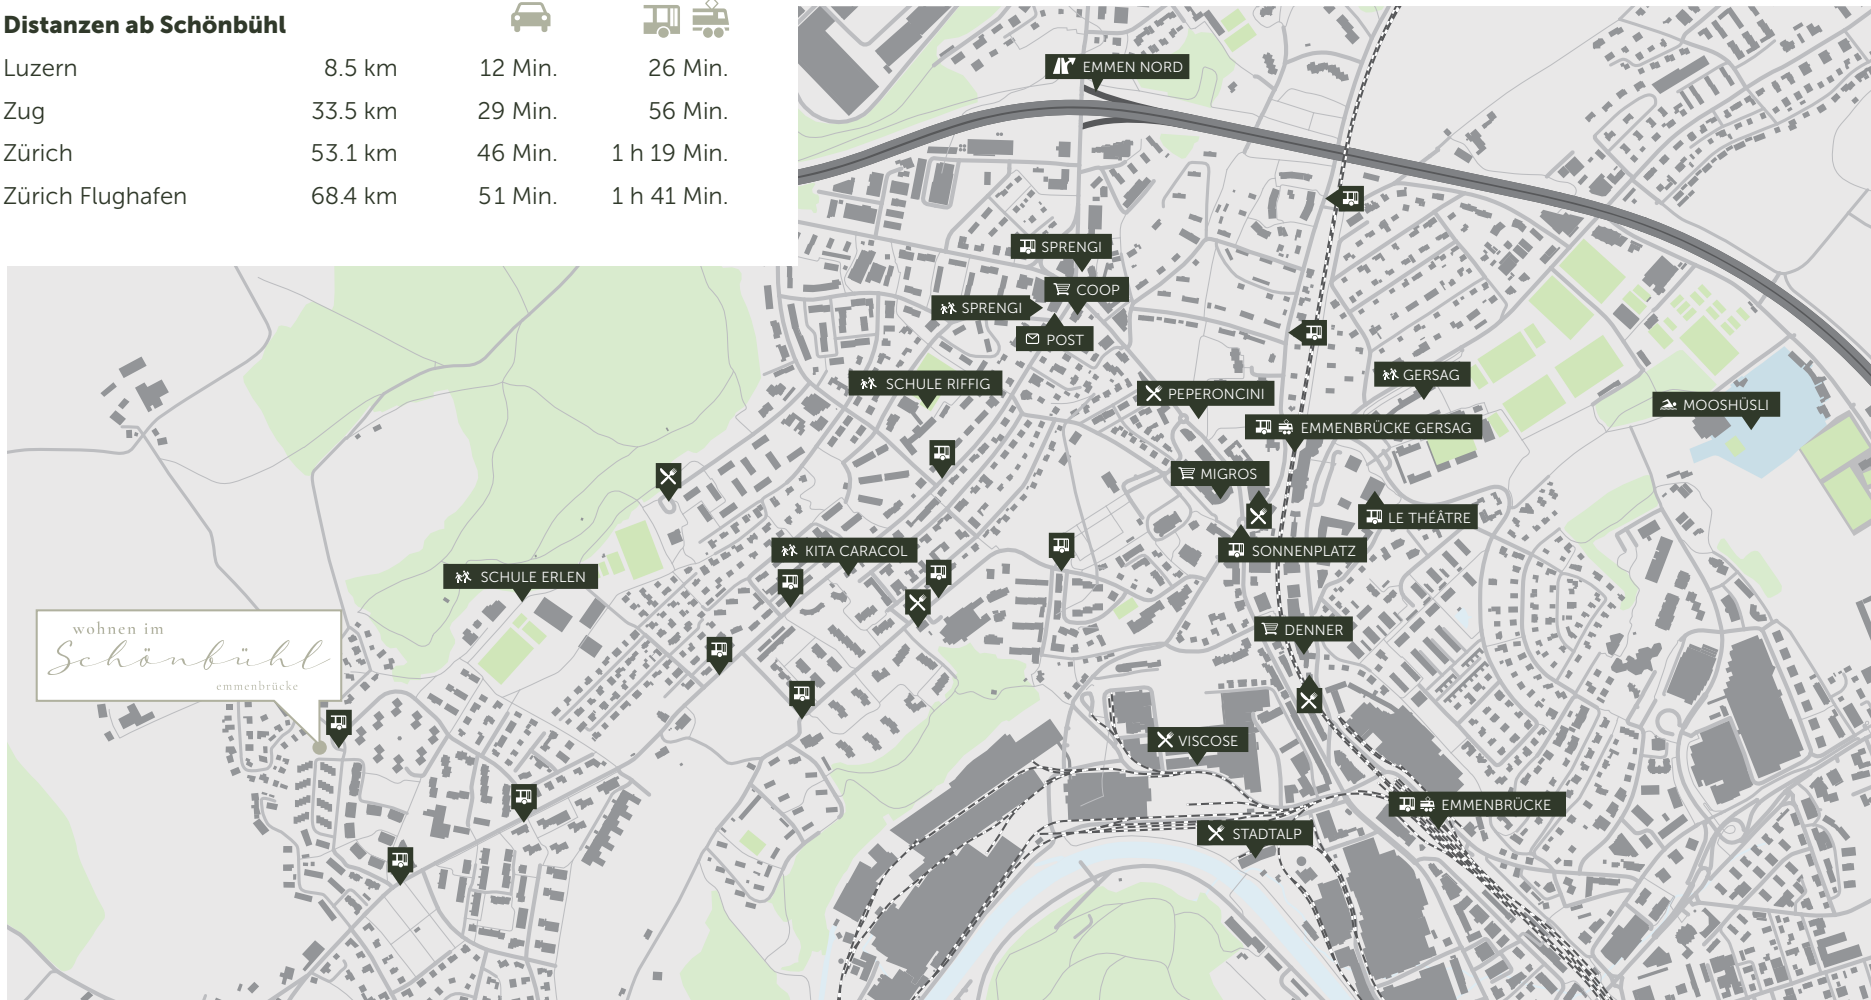 Distanzen ab Schönbühl
Luzern 8.5 km 12 Min. 26 Min.
Zug 33.5 km 29 Min. 56 Min.
Zürich 53.1 km 46 Min. 1 h 19 Min.
Zürich Flughafen 68.4 km 51 Min. 1 h 41 Min.
EMMEN NORD
SPRENGI
COOP
SPRENGI
POST
SCHULE RIFFIG
PEPERONCINI
GERSAG
MOOSHÜSLI
EMMENBRÜCKE GERSAG
MIGROS
LE THÉÂTRE
SONNENPLATZ
KITA CARACOL
SCHULE ERLEN
wohnen im
Schönbühl
emmenbrücke
DENNER
VISCOSE
EMMENBRÜCKE
STADTALP